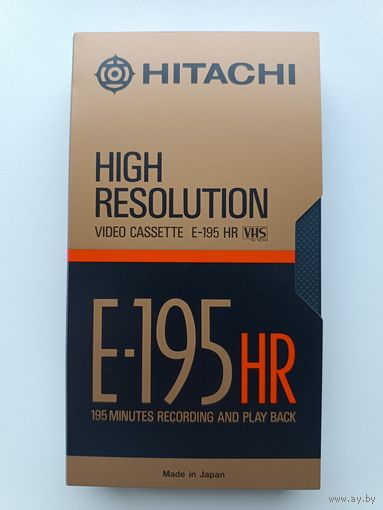 HITACHI
HIGH
RESOLUTION
VIDEO CASSETTE E-195 HR VHS
E-195HR
195 MINUTES RECORDING AND PLAY BACK
Made in Japan
www.ay.by